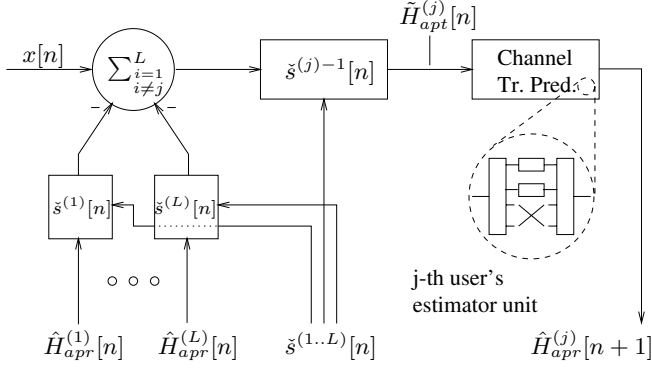 x[n]
∑_{i=1, i≠j}^{L}
š^{(j)-1}[n]
H̃_{apt}^{(j)}[n]
Channel
Tr. Pred.
- -
š^{(1)}[n]
š^{(L)}[n]
j-th user's
estimator unit
Ĥ_{apr}^{(1)}[n]
Ĥ_{apr}^{(L)}[n]
š^{(1..L)}[n]
Ĥ_{apr}^{(j)}[n + 1]